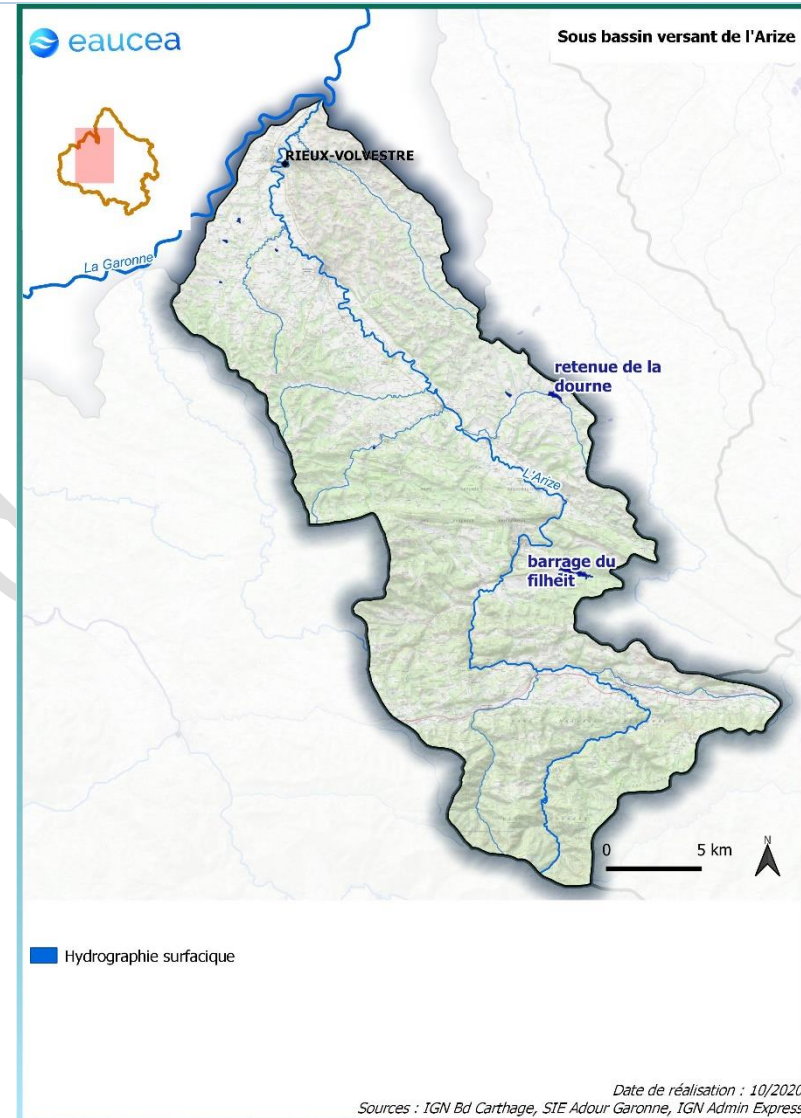 eaucea
Sous bassin versant de l'Arize
RIEUX-VOLVESTRE
La Garonne
retenue de la
dourne
L'Arize
barrage du
filheit
0 5 km
N
Hydrographie surfacique
Date de réalisation : 10/2020
Sources : IGN Bd Carthage, SIE Adour Garonne, IGN Admin Express